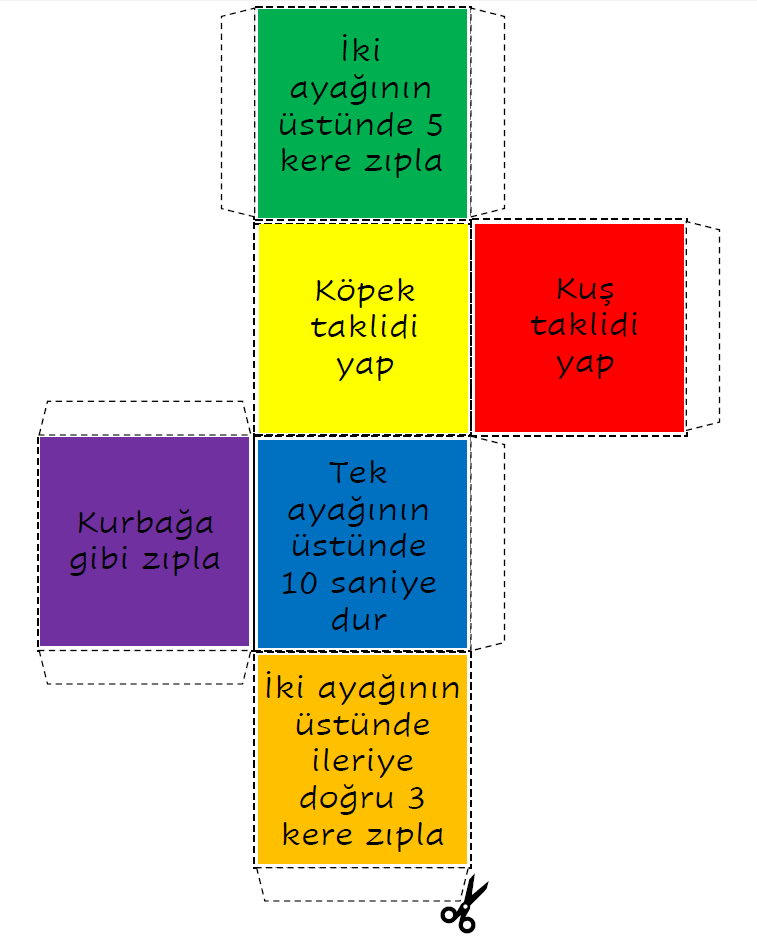 İki
ayağının
üstünde 5
kere zıpla
Köpek
taklidi
yap
Kuş
taklidi
yap
Kurbağa
gibi zıpla
Tek
ayağının
üstünde
10 saniye
dur
İki ayağının
üstünde
ileriye
doğru 3
kere zıpla